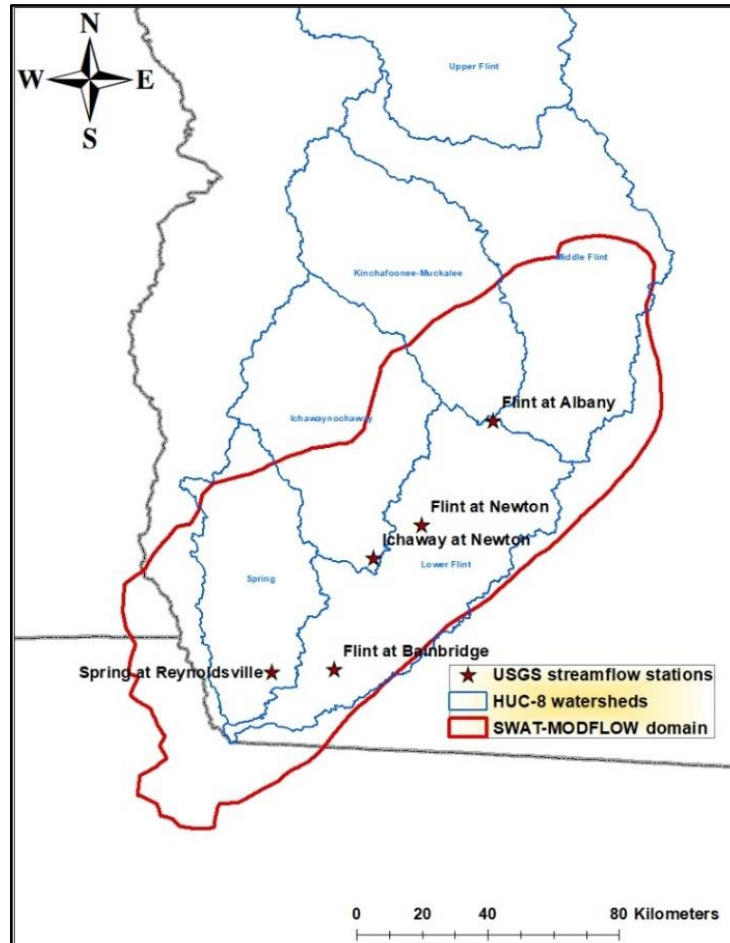 N
W E
S
Upper Flint
Middle Flint
Kinchafoonee-Muckalee
Flint at Albany
Ichawaynochaway
Flint at Newton
Ichaway at Newton
Lower Flint
Spring
Flint at Bainbridge
Spring at Reynoldsville
USGS streamflow stations
HUC-8 watersheds
SWAT-MODFLOW domain
0 20 40 80 Kilometers